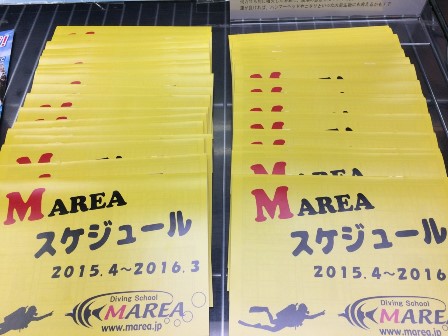 MAREA
スケジュール
2015.4〜2016.3
Diving School
MAREA
www.marea.jp
MAREA
スケジュール
2015.4〜2016
Diving School
MAREA
www.marea.jp